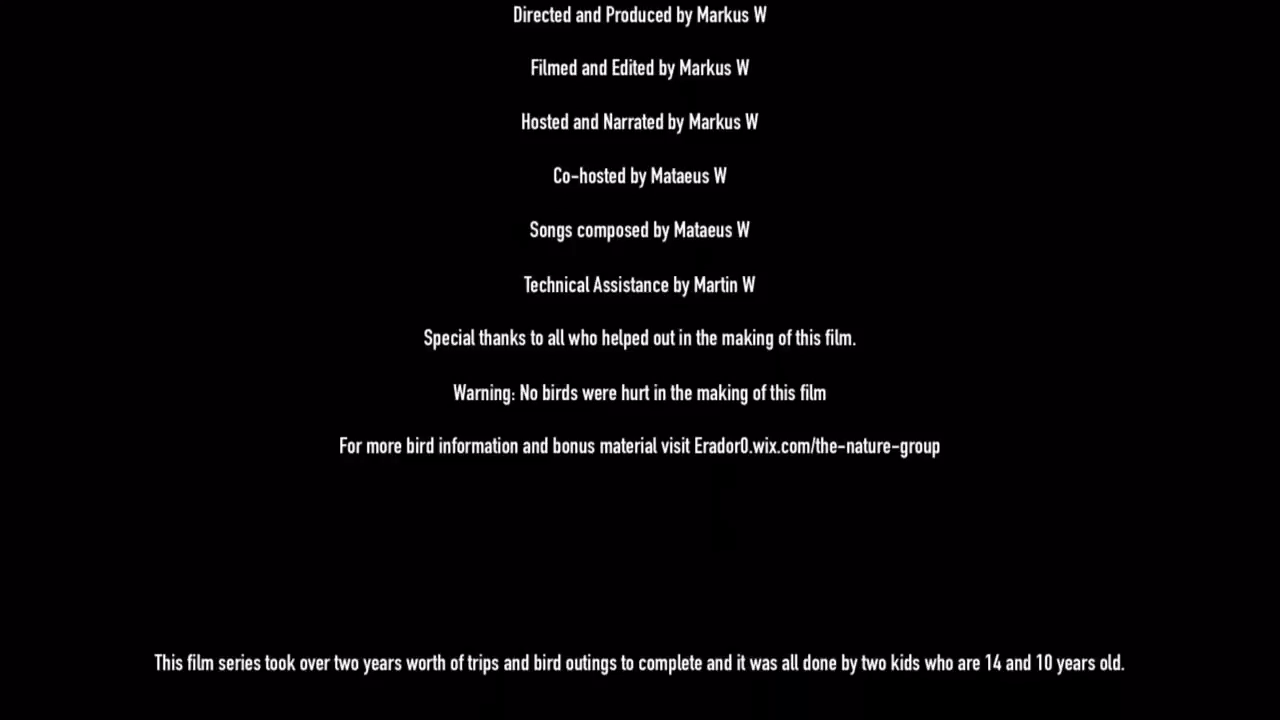 Directed and Produced by Markus W
Filmed and Edited by Markus W
Hosted and Narrated by Markus W
Co-hosted by Mataeus W
Songs composed by Mataeus W
Technical Assistance by Martin W
Special thanks to all who helped out in the making of this film.
Warning: No birds were hurt in the making of this film
For more bird information and bonus material visit Erador0.wix.com/the-nature-group
This film series took over two years worth of trips and bird outings to complete and it was all done by two kids who are 14 and 10 years old.